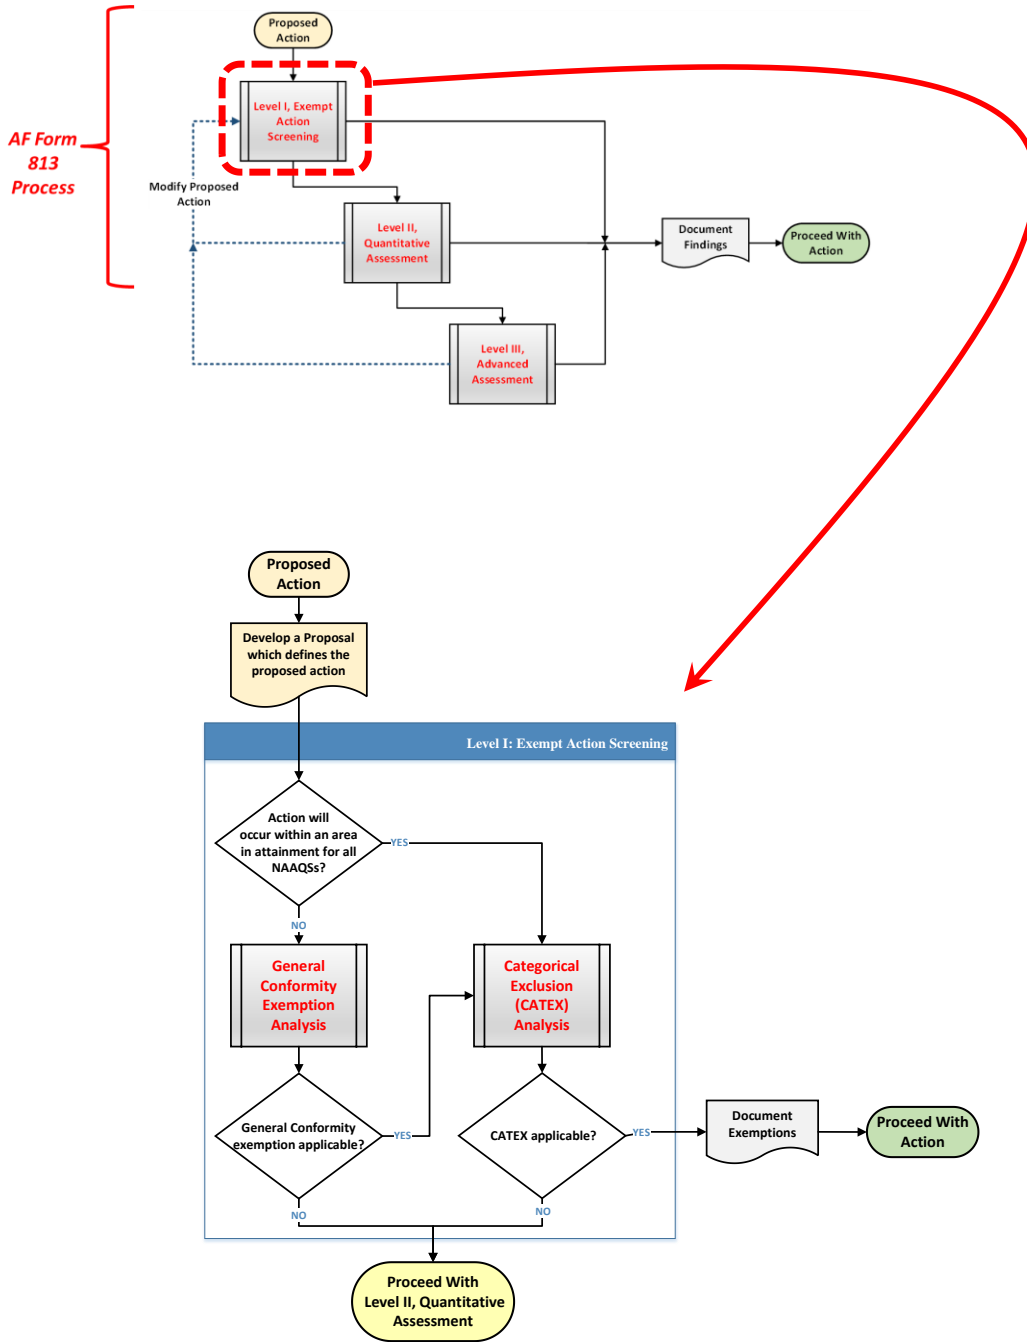 Proposed
Action
Level I, Exempt
Action
Screening
AF Form
813
Process
Modify Proposed
Action
Level II,
Quantitative
Assessment
Document
Findings
Proceed With
Action
Level III,
Advanced
Assessment
Proposed
Action
Develop a Proposal
which defines the
proposed action
Level I: Exempt Action Screening
Action will
occur within an area
in attainment for all
NAAQSs?
YES
NO
General
Conformity
Exemption
Analysis
Categorical
Exclusion
(CATEX)
Analysis
General Conformity
exemption applicable?
YES
CATEX applicable?
YES
Document
Exemptions
Proceed With
Action
NO
NO
Proceed With
Level II, Quantitative
Assessment